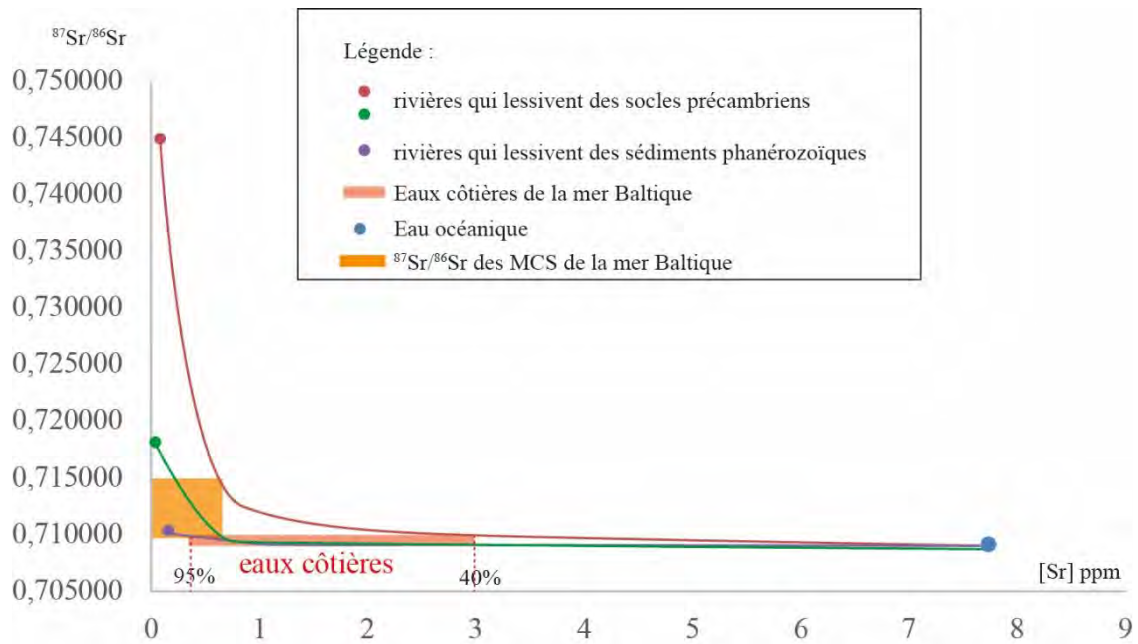 ⁸⁷Sr/⁸⁶Sr
Légende :
rivières qui lessivent des socles précambriens
rivières qui lessivent des sédiments phanérozoïques
Eaux côtières de la mer Baltique
Eau océanique
⁸⁷Sr/⁸⁶Sr des MCS de la mer Baltique
0,750000
0,745000
0,740000
0,735000
0,730000
0,725000
0,720000
0,715000
0,710000
0,705000
eaux côtières
95%
40%
[Sr] ppm
0 1 2 3 4 5 6 7 8 9